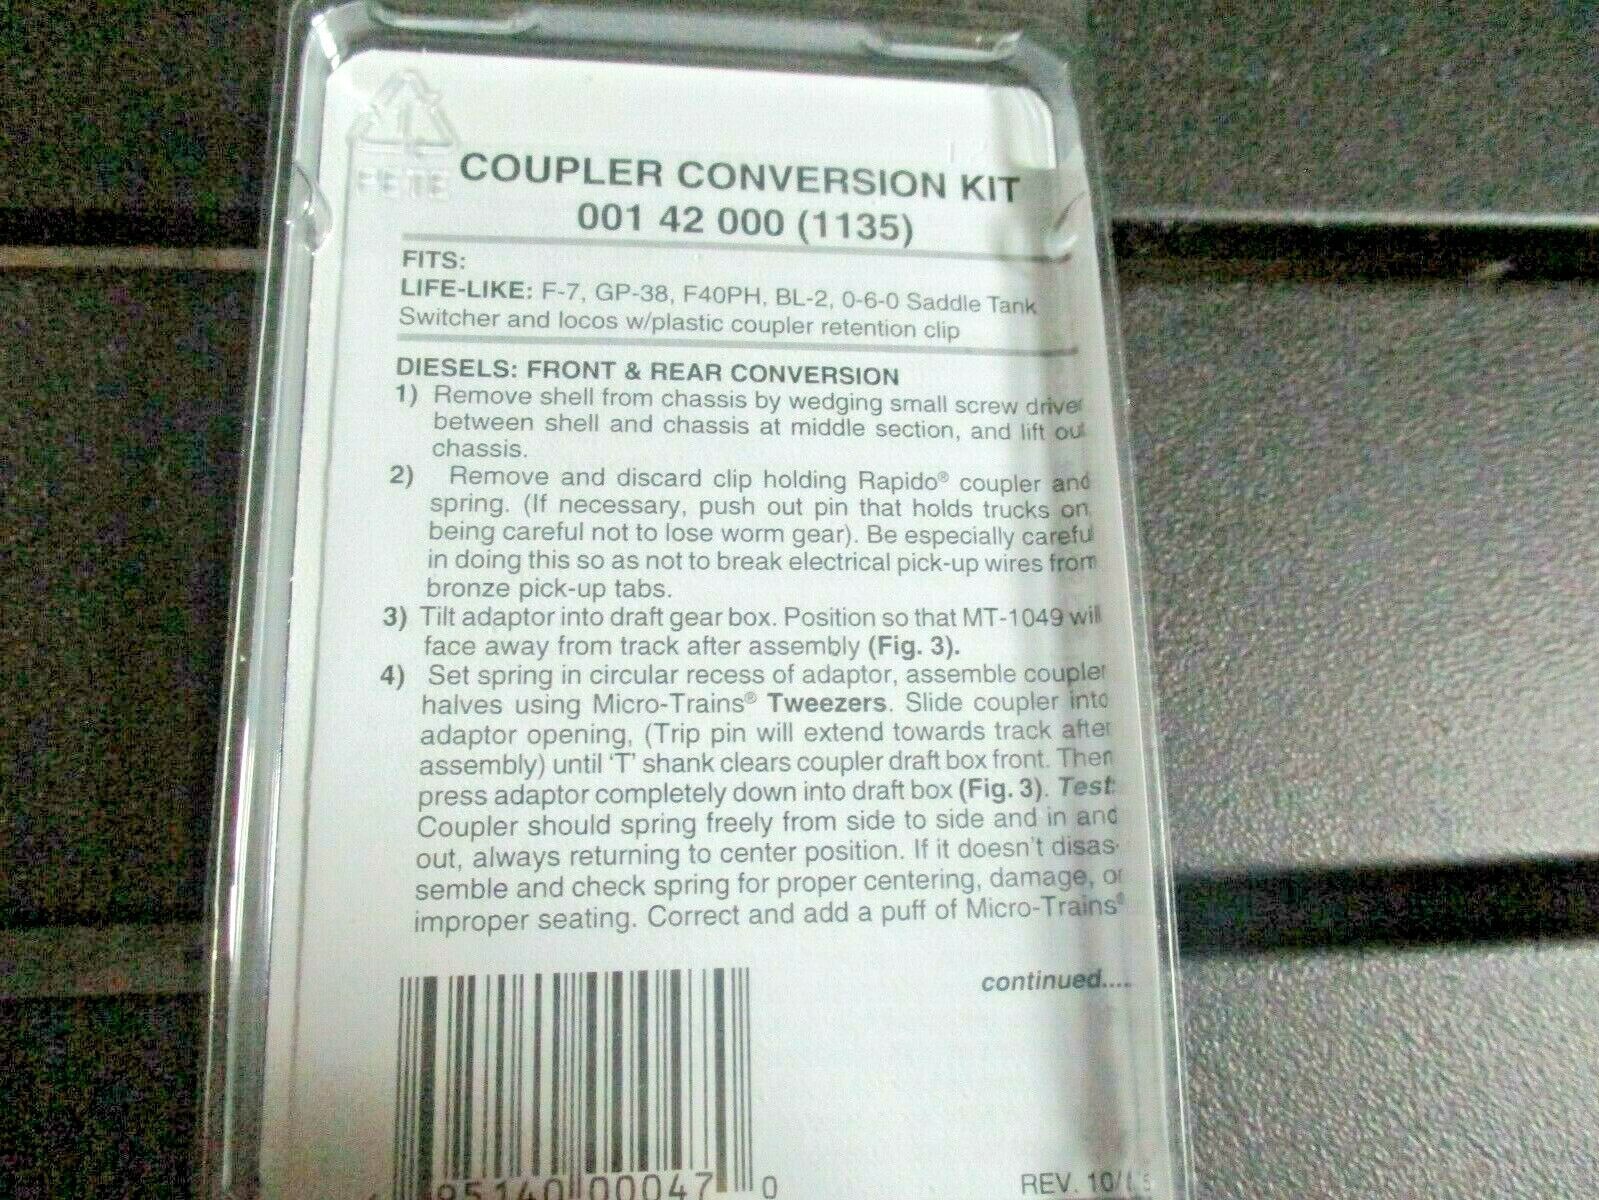 PETE
COUPLER CONVERSION KIT
001 42 000 (1135)
FITS:
LIFE-LIKE: F-7, GP-38, F40PH, BL-2, 0-6-0 Saddle Tank
Switcher and locos w/plastic coupler retention clip
DIESELS: FRONT & REAR CONVERSION
1) Remove shell from chassis by wedging small screw driver
between shell and chassis at middle section, and lift out
chassis.
2) Remove and discard clip holding Rapido® coupler and
spring. (If necessary, push out pin that holds trucks on,
being careful not to lose worm gear). Be especially careful
in doing this so as not to break electrical pick-up wires from
bronze pick-up tabs.
3) Tilt adaptor into draft gear box. Position so that MT-1049 will
face away from track after assembly (Fig. 3).
4) Set spring in circular recess of adaptor, assemble coupler
halves using Micro-Trains® Tweezers. Slide coupler into
adaptor opening, (Trip pin will extend towards track after
assembly) until 'T' shank clears coupler draft box front. Then
press adaptor completely down into draft box (Fig. 3). Test:
Coupler should spring freely from side to side and in and
out, always returning to center position. If it doesn't disas-
semble and check spring for proper centering, damage, or
improper seating. Correct and add a puff of Micro-Trains®
continued....
95140 00047 0
REV. 10/